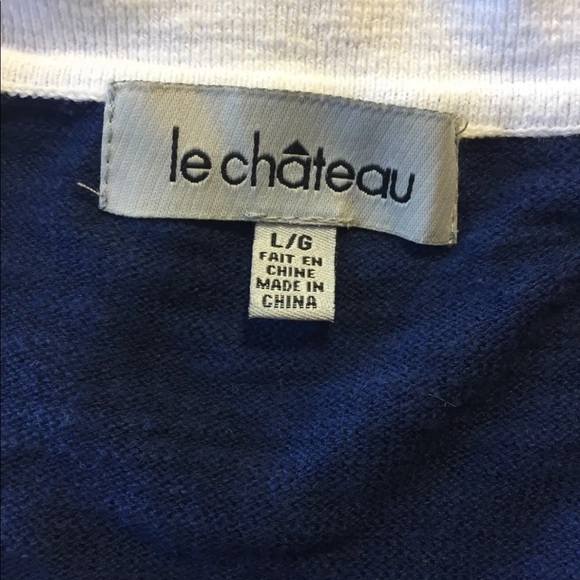 le château
L/G
FAIT EN
CHINE
MADE IN
CHINA